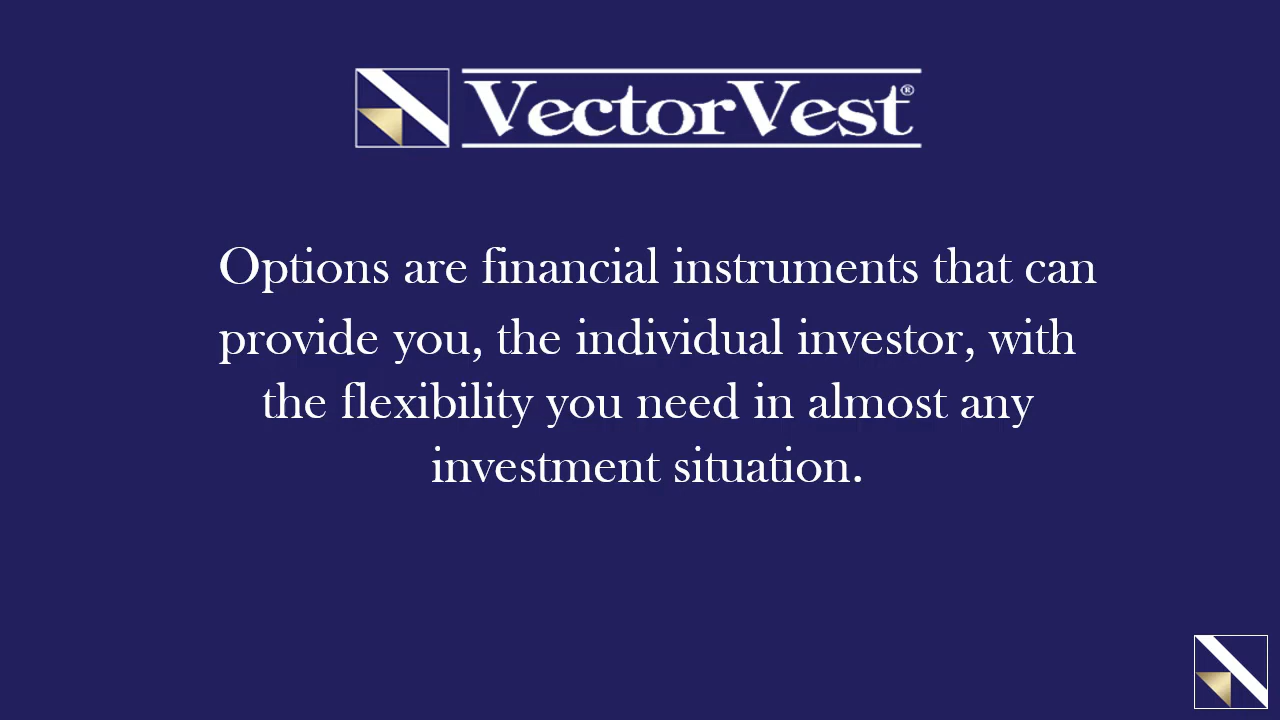 VectorVest®
Options are financial instruments that can
provide you, the individual investor, with
the flexibility you need in almost any
investment situation.